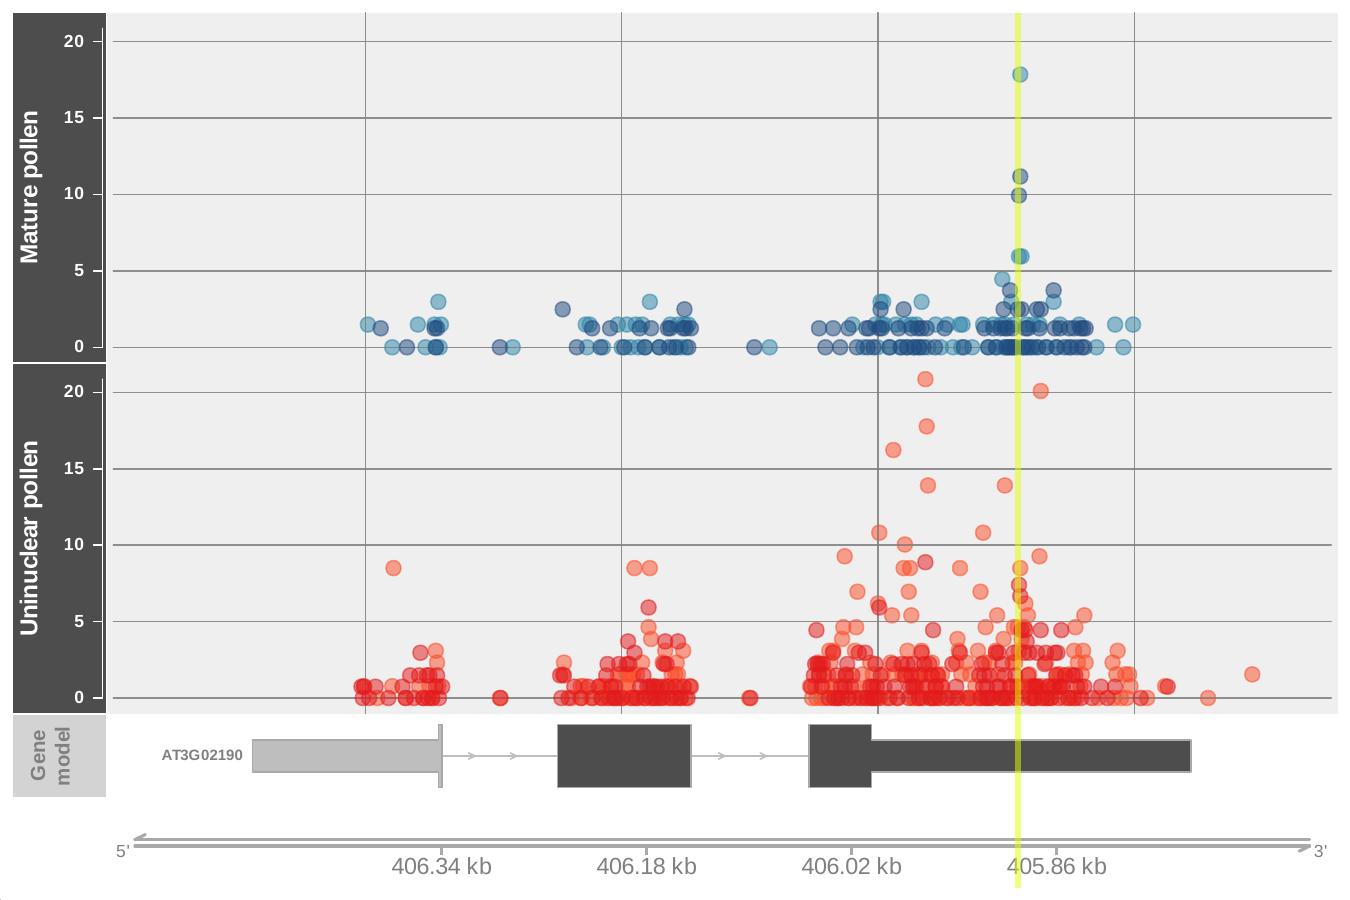 Mature pollen
20
15
10
5
0
Uninuclear pollen
20
15
10
5
0
Gene
model
AT3G02190
5'
3'
406.34 kb
406.18 kb
406.02 kb
405.86 kb